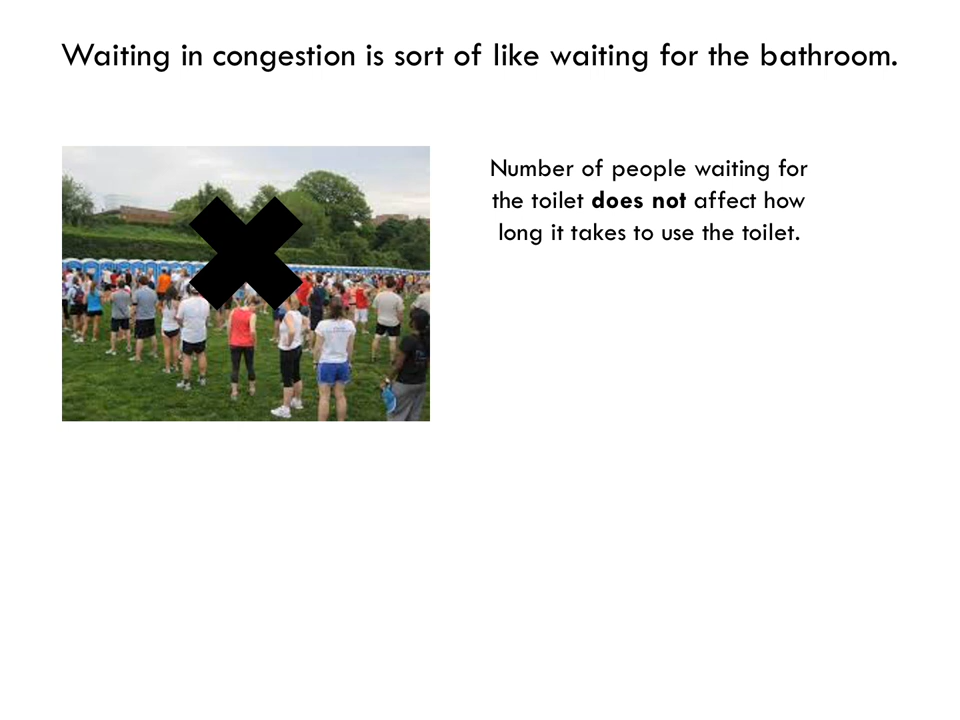 Waiting in congestion is sort of like waiting for the bathroom.
Number of people waiting for
the toilet does not affect how
long it takes to use the toilet.